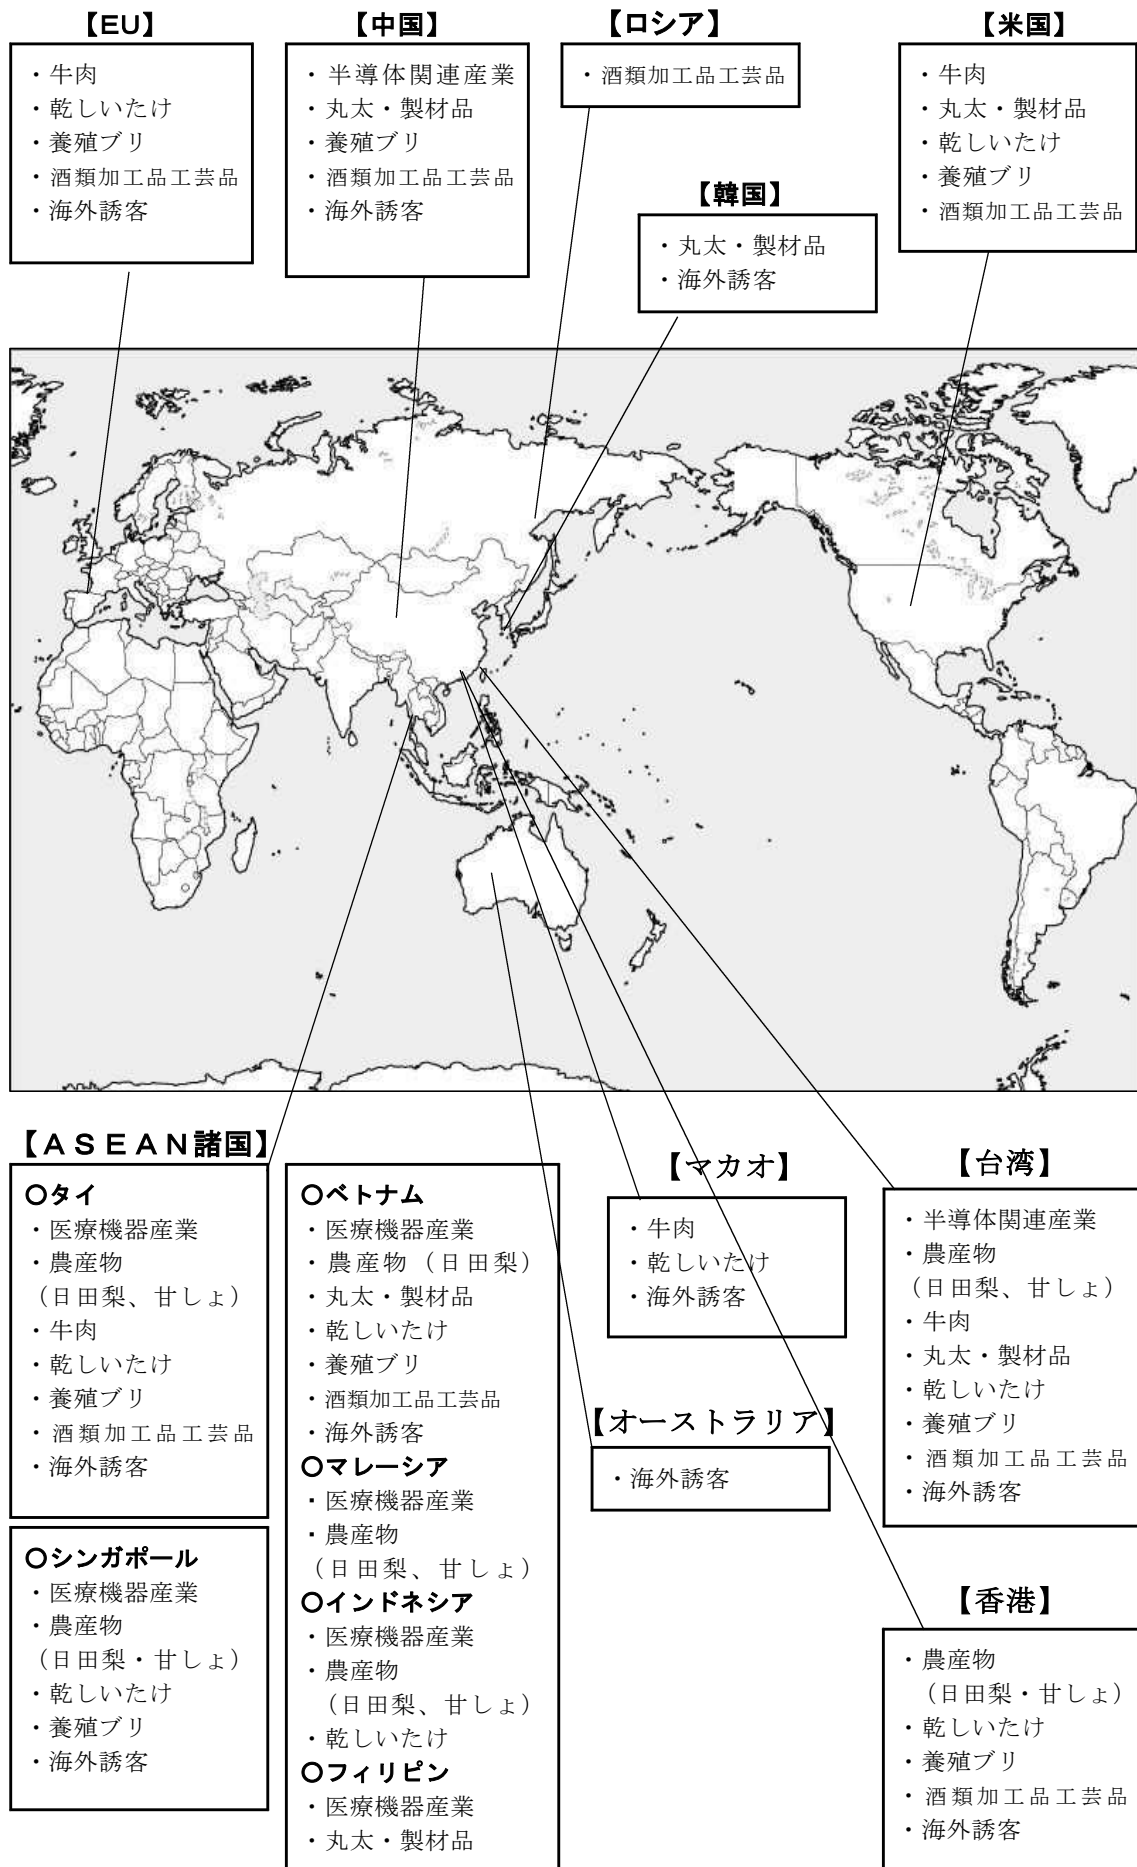 【EU】
・牛肉
・乾しいたけ
・養殖ブリ
・酒類加工品工芸品
・海外誘客
【中国】
・半導体関連産業
・丸太・製材品
・養殖ブリ
・酒類加工品工芸品
・海外誘客
【ロシア】
・酒類加工品工芸品
【米国】
・牛肉
・丸太・製材品
・乾しいたけ
・養殖ブリ
・酒類加工品工芸品
【韓国】
・丸太・製材品
・海外誘客
【ASEAN諸国】
○タイ
・医療機器産業
・農産物
（日田梨、甘しょ）
・牛肉
・乾しいたけ
・養殖ブリ
・酒類加工品工芸品
・海外誘客
○シンガポール
・医療機器産業
・農産物
（日田梨・甘しょ）
・乾しいたけ
・養殖ブリ
・海外誘客
○ベトナム
・医療機器産業
・農産物（日田梨）
・丸太・製材品
・乾しいたけ
・養殖ブリ
・酒類加工品工芸品
・海外誘客
○マレーシア
・医療機器産業
・農産物
（日田梨、甘しょ）
○インドネシア
・医療機器産業
・農産物
（日田梨、甘しょ）
・乾しいたけ
○フィリピン
・医療機器産業
・丸太・製材品
【マカオ】
・牛肉
・乾しいたけ
・海外誘客
【オーストラリア】
・海外誘客
【台湾】
・半導体関連産業
・農産物
（日田梨、甘しょ）
・牛肉
・丸太・製材品
・乾しいたけ
・養殖ブリ
・酒類加工品工芸品
・海外誘客
【香港】
・農産物
（日田梨・甘しょ）
・乾しいたけ
・養殖ブリ
・酒類加工品工芸品
・海外誘客